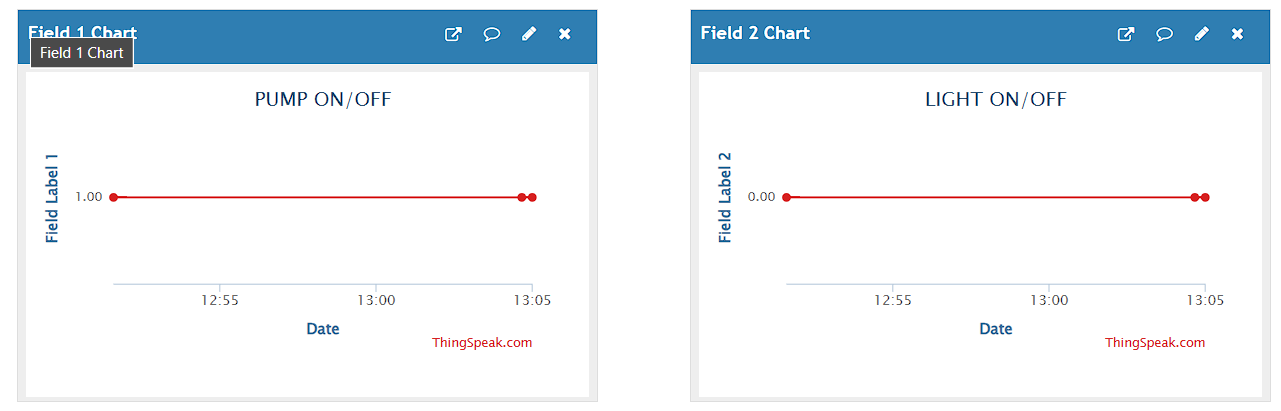 Field 1 Chart
Field 1 Chart
PUMP ON/OFF
Field Label 1
1.00
12:55 13:00 13:05
Date
ThingSpeak.com
Field 2 Chart
LIGHT ON/OFF
Field Label 2
0.00
12:55 13:00 13:05
Date
ThingSpeak.com